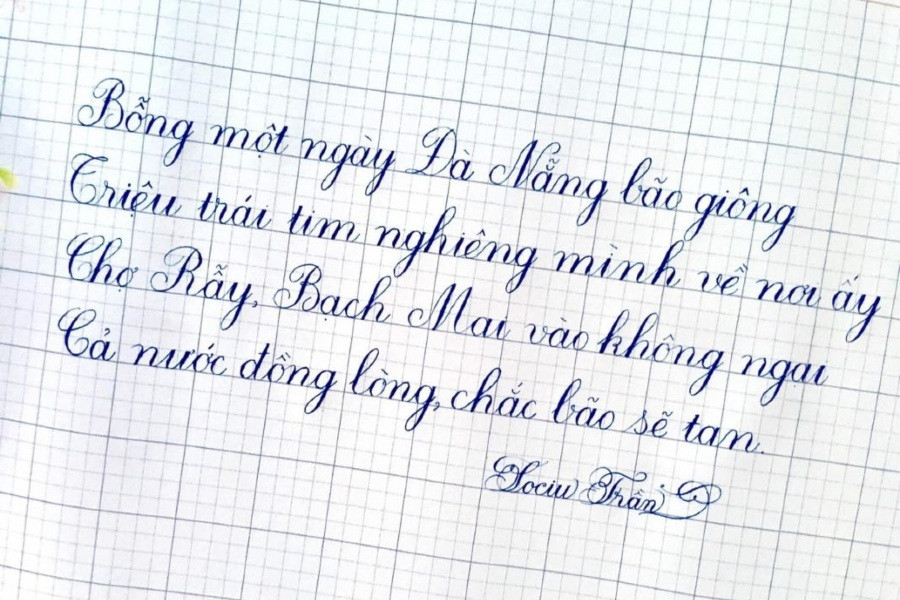 Bỗng một ngày Đà Nẵng bão giông
Triệu trái tim nghiêng mình về nơi ấy
Chợ Rẫy, Bạch Mai vào không ngại
Cả nước đồng lòng, chắc bão sẽ tan.
Trần